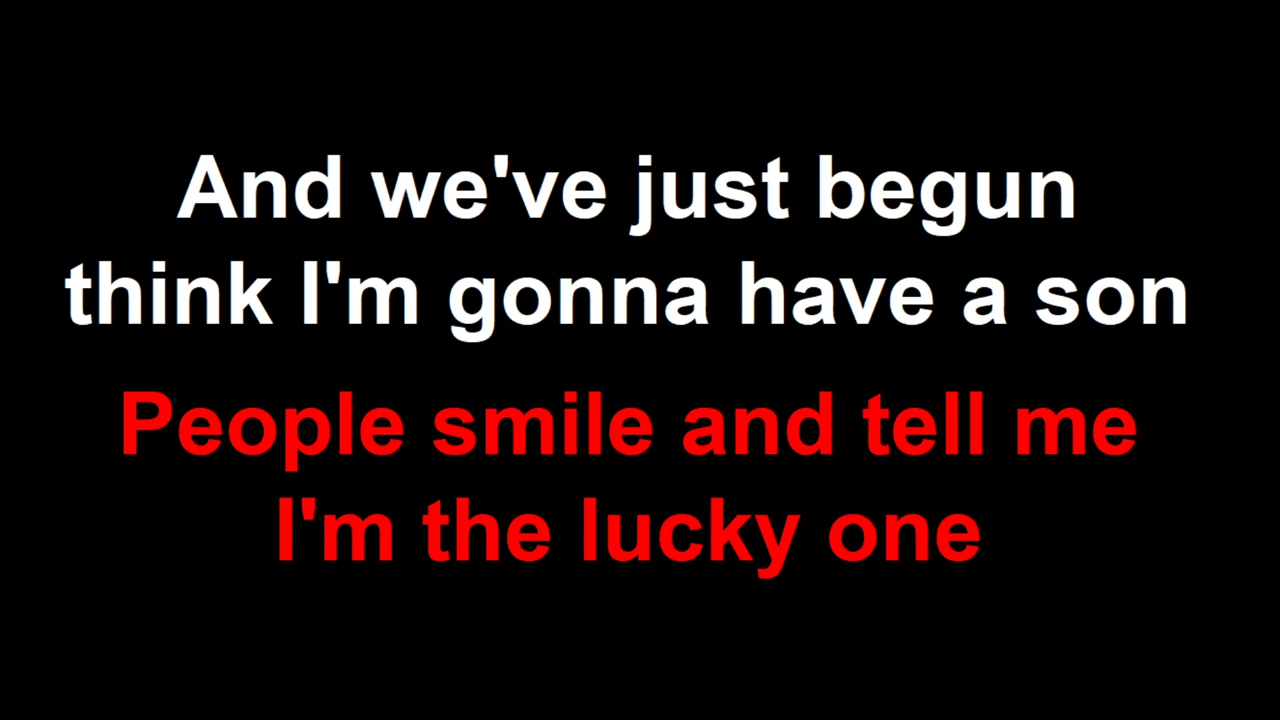 And we've just begun
think I'm gonna have a son
People smile and tell me
I'm the lucky one